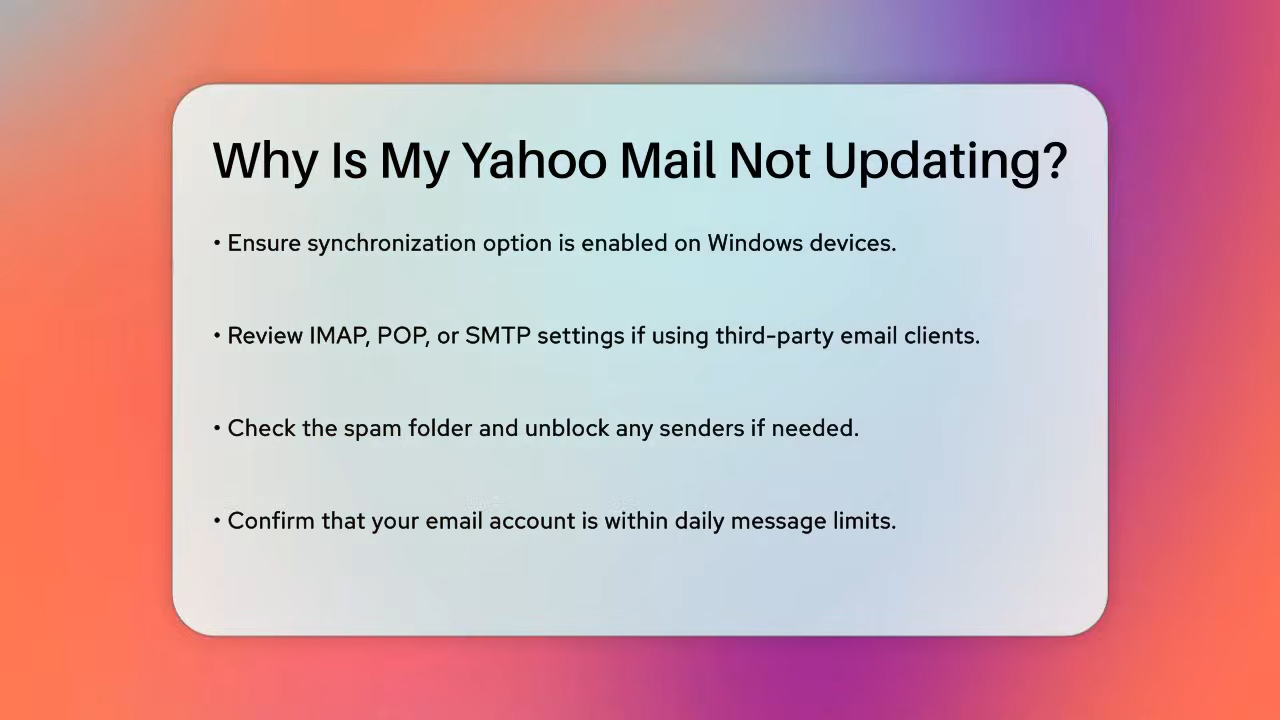 Why Is My Yahoo Mail Not Updating?
• Ensure synchronization option is enabled on Windows devices.
• Review IMAP, POP, or SMTP settings if using third-party email clients.
• Check the spam folder and unblock any senders if needed.
• Confirm that your email account is within daily message limits.